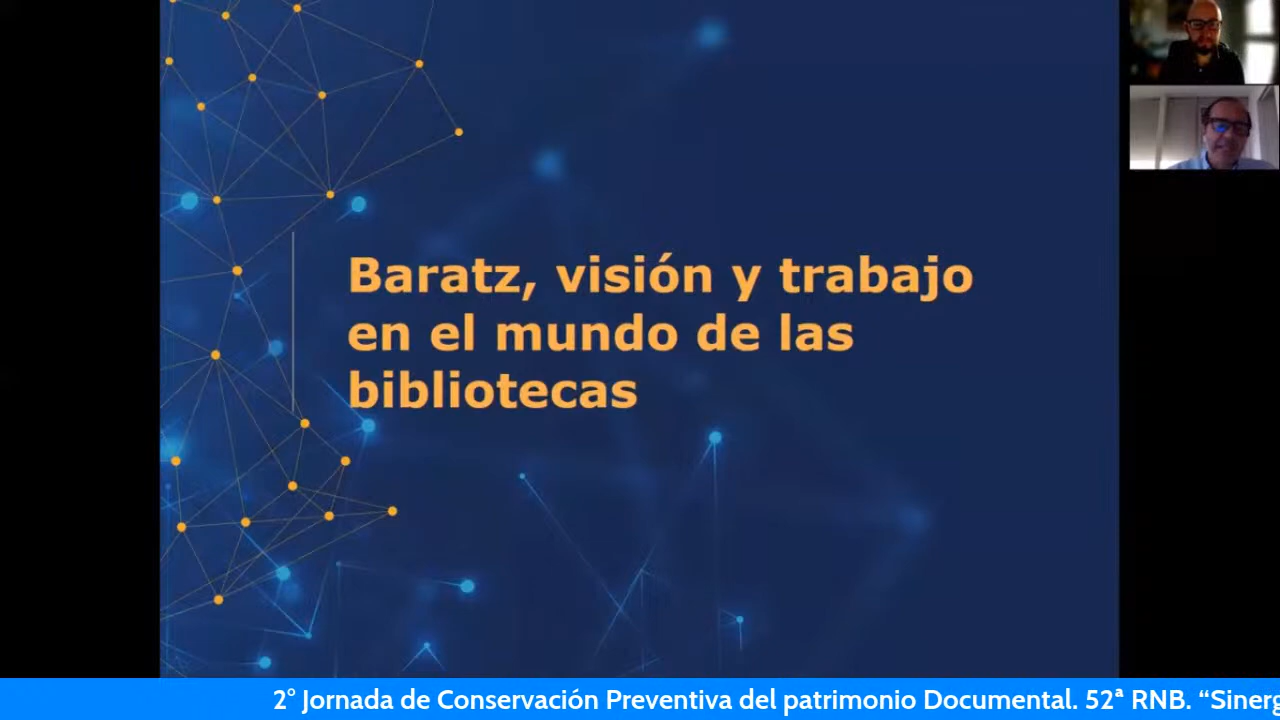 Baratz, visión y trabajo
en el mundo de las
bibliotecas
2° Jornada de Conservación Preventiva del patrimonio Documental. 52ª RNB. “Sinerg